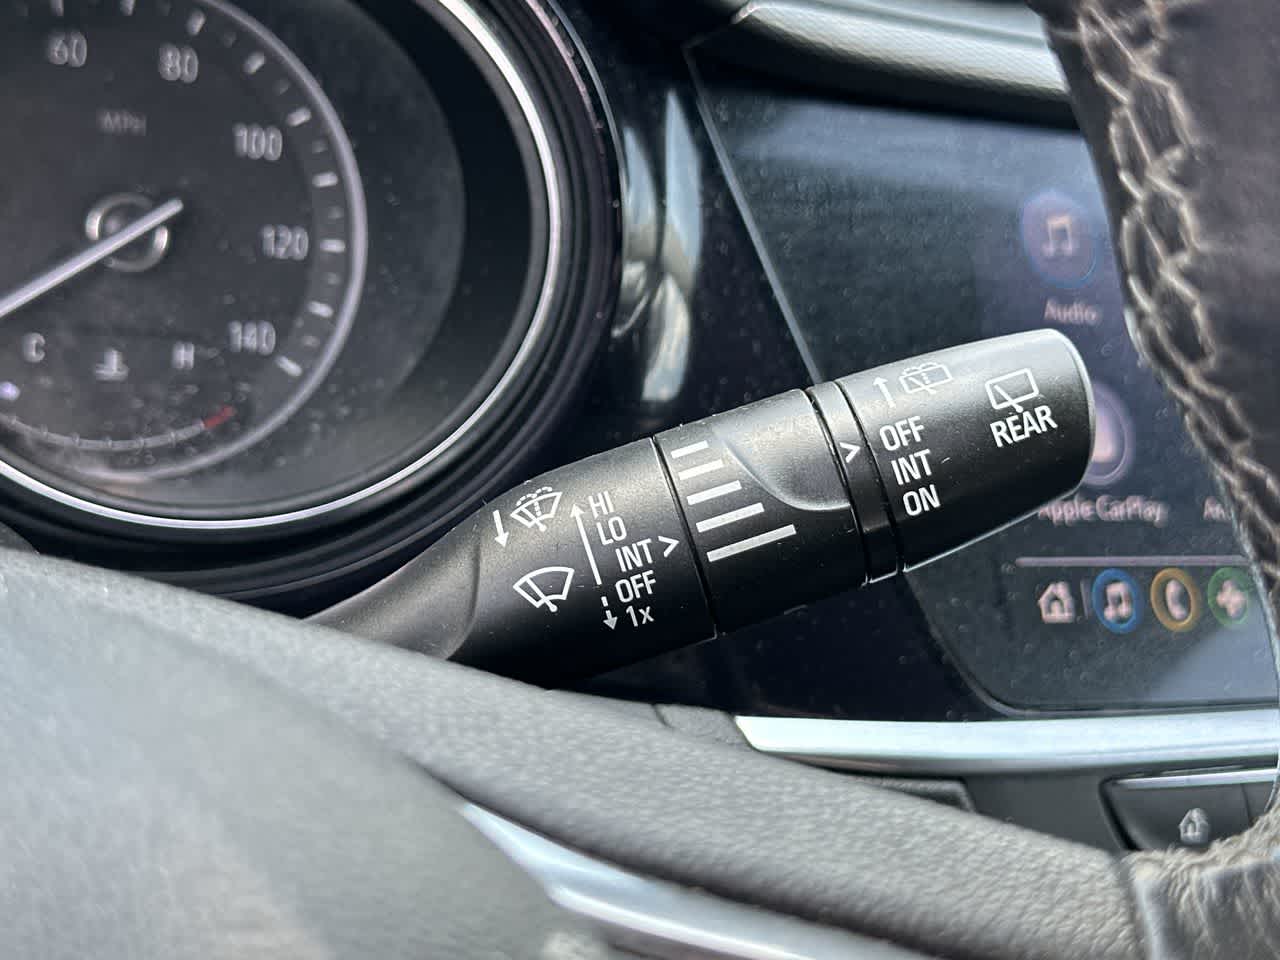 60
80
MPH
100
120
140
C
H
HI
LO
INT >
OFF
1x
>
OFF
INT
ON
REAR
Audio
Apple CarPlay